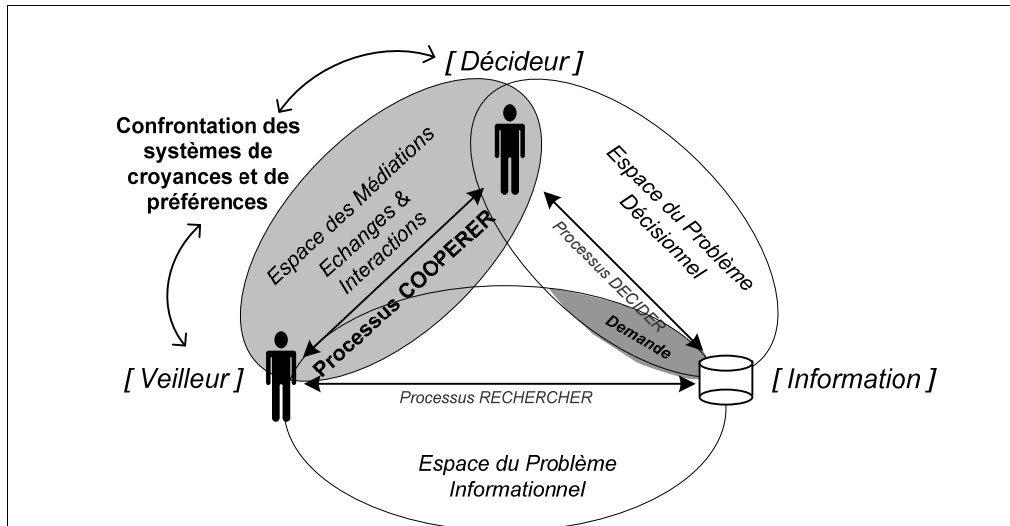 [ Décideur ]
Confrontation des
systèmes de
croyances et de
préférences
Espace des Médiations
Echanges &
Interactions
Processus COOPERER
Espace du Problème
Décisionnel
Processus DECIDER
Demande
[ Veilleur ]
[ Information ]
Processus RECHERCHER
Espace du Problème
Informationnel